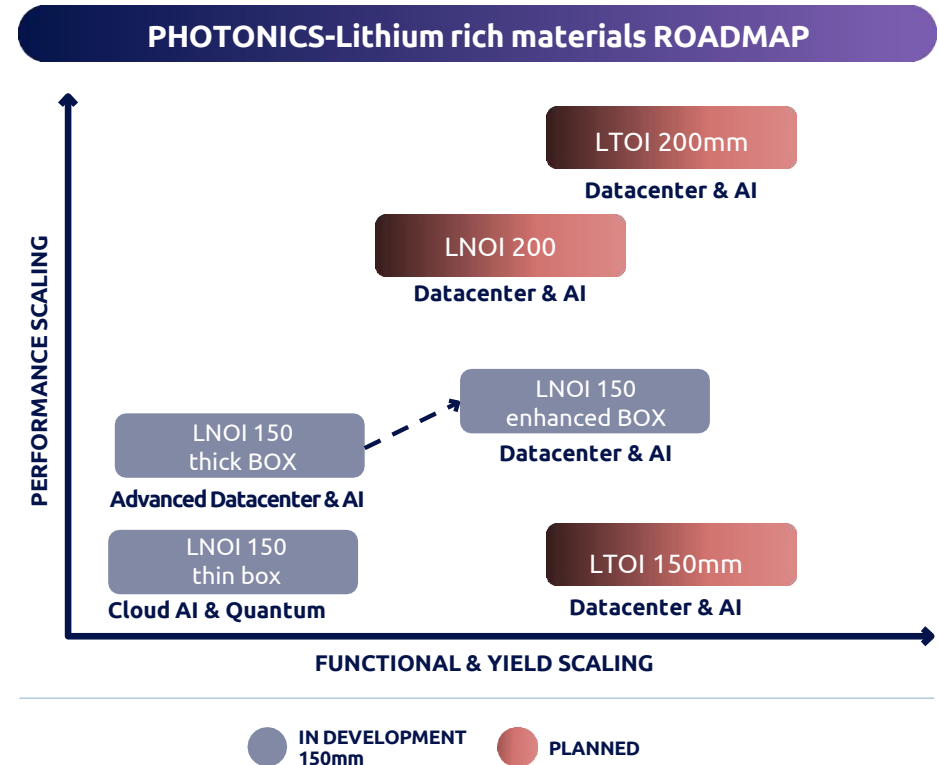 PHOTONICS-Lithium rich materials ROADMAP
PERFORMANCE SCALING
LTOI 200mm
Datacenter & AI
LNOI 200
Datacenter & AI
LNOI 150
enhanced BOX
Datacenter & AI
LNOI 150
thick BOX
Advanced Datacenter & AI
LNOI 150
thin box
Cloud AI & Quantum
LTOI 150mm
Datacenter & AI
FUNCTIONAL & YIELD SCALING
IN DEVELOPMENT
150mm
PLANNED